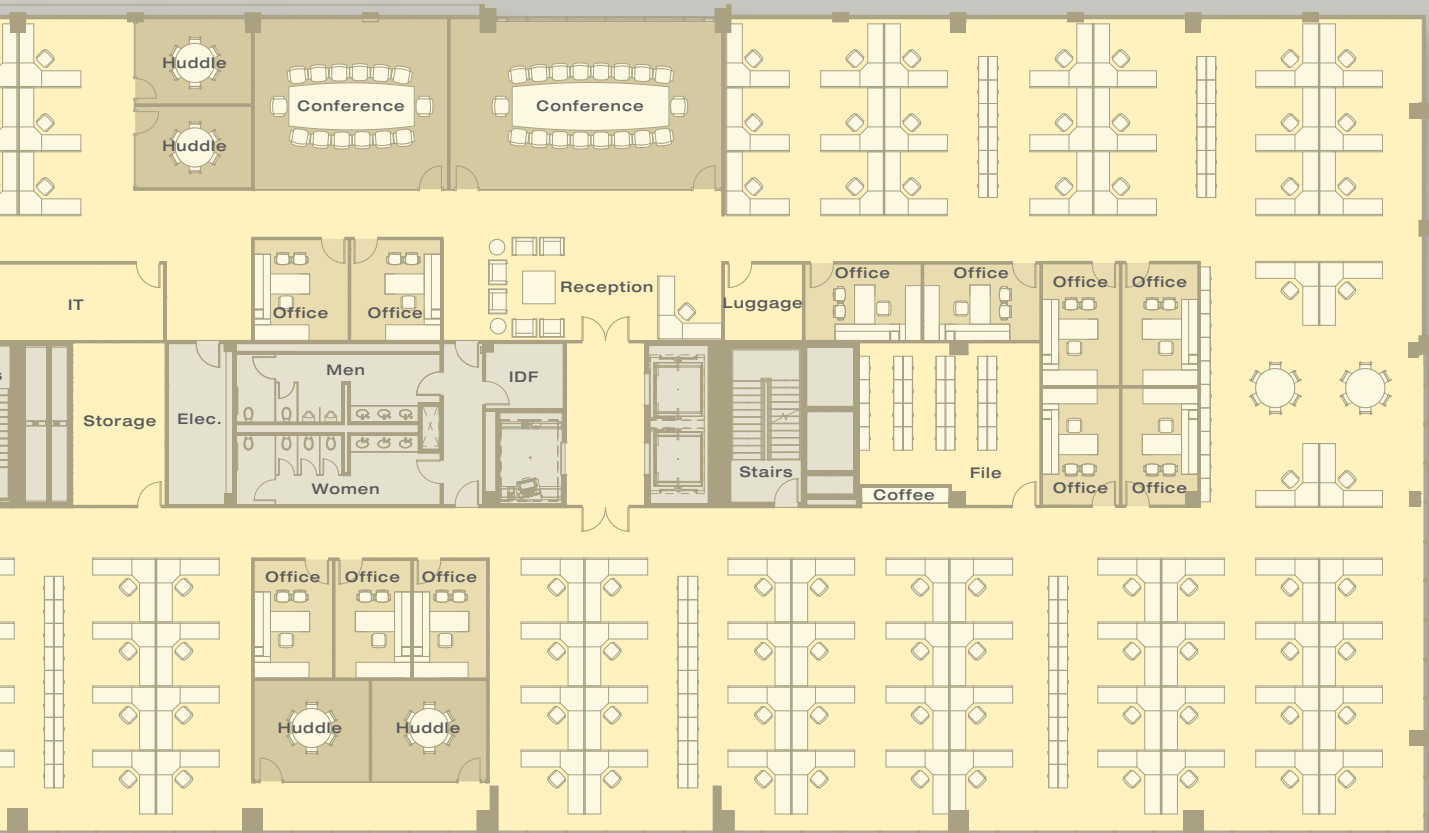 Huddle
Conference
Conference
Huddle
Reception
Office
Office
Office
Office
IT
Luggage
Office
Office
Men
IDF
Storage
Elec.
Stairs
File
Women
Coffee
Office
Office
Office
Office
Office
Huddle
Huddle